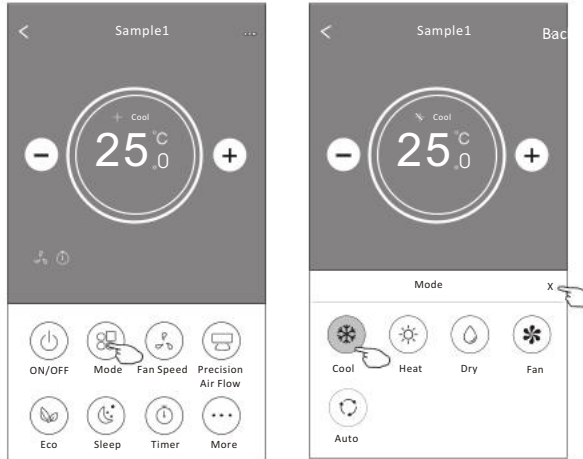 Sample1
...
Cool
25.0°C
ON/OFF
Mode
Fan Speed
Precision
Air Flow
Eco
Sleep
Timer
More
Sample1
Bac
Cool
25.0°C
Mode
X
Cool
Heat
Dry
Fan
Auto